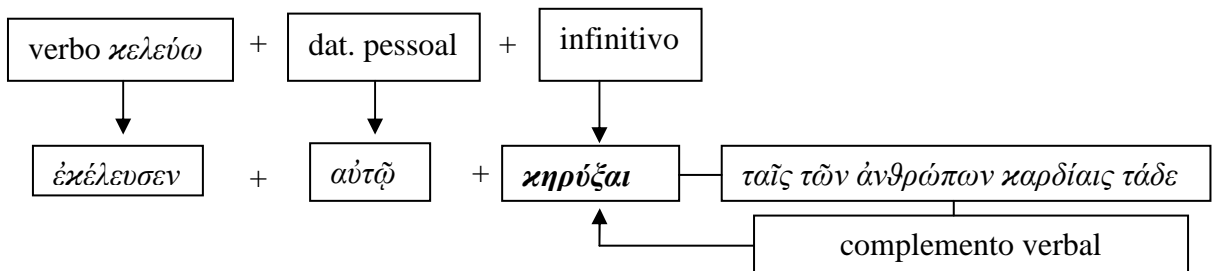 verbo ϰελεύω + dat. pessoal + infinitivo
ἐϰέλευσεν + αὐτῷ + ϰηρύξαι ταῖς τῶν ἀνϑρώπων ϰαρδίαις τάδε
complemento verbal